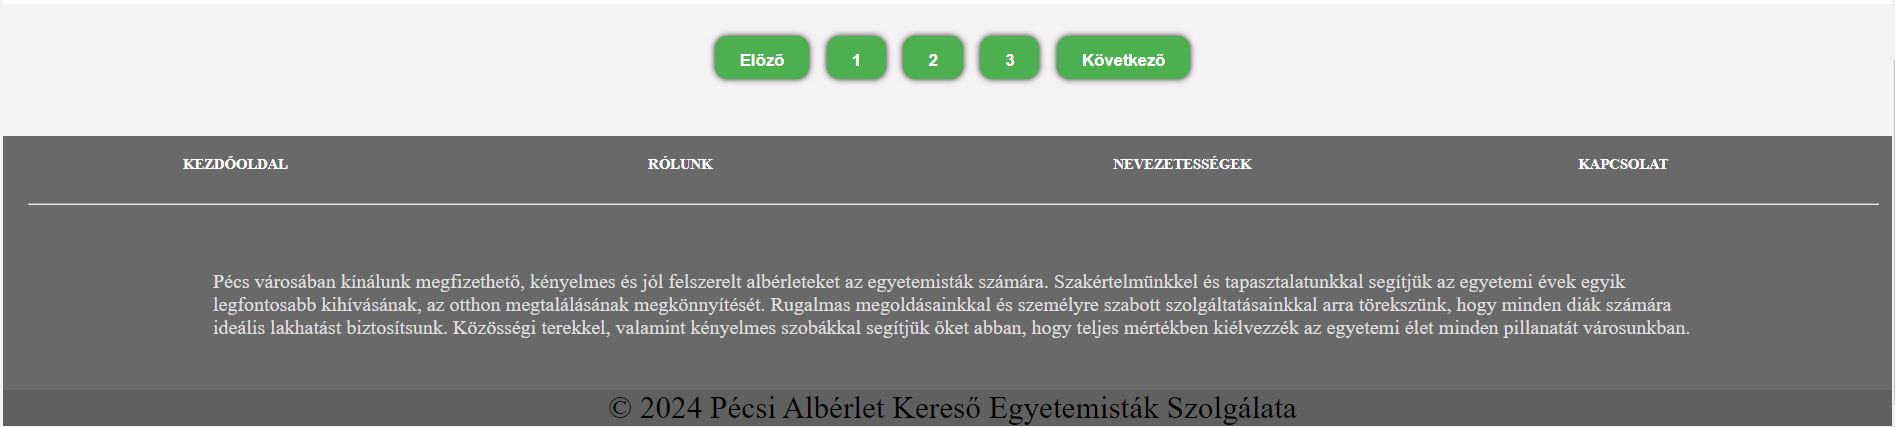 Előző 1 2 3 Következő
KEZDŐOLDAL RÓLUNK NEVEZETESSÉGEK KAPCSOLAT
Pécs városában kínálunk megfizethető, kényelmes és jól felszerelt albérleteket az egyetemisták számára. Szakértelmünkkel és tapasztalatunkkal segítjük az egyetemi évek egyik
legfontosabb kihívásának, az otthon megtalálásának megkönnyítését. Rugalmas megoldásainkkal és személyre szabott szolgáltatásainkkal arra törekszünk, hogy minden diák számára
ideális lakhatást biztosítsunk. Közösségi terekkel, valamint kényelmes szobákkal segítjük őket abban, hogy teljes mértékben kiélvezzék az egyetemi élet minden pillanatát városunkban.
© 2024 Pécsi Albérlet Kereső Egyetemisták Szolgálata